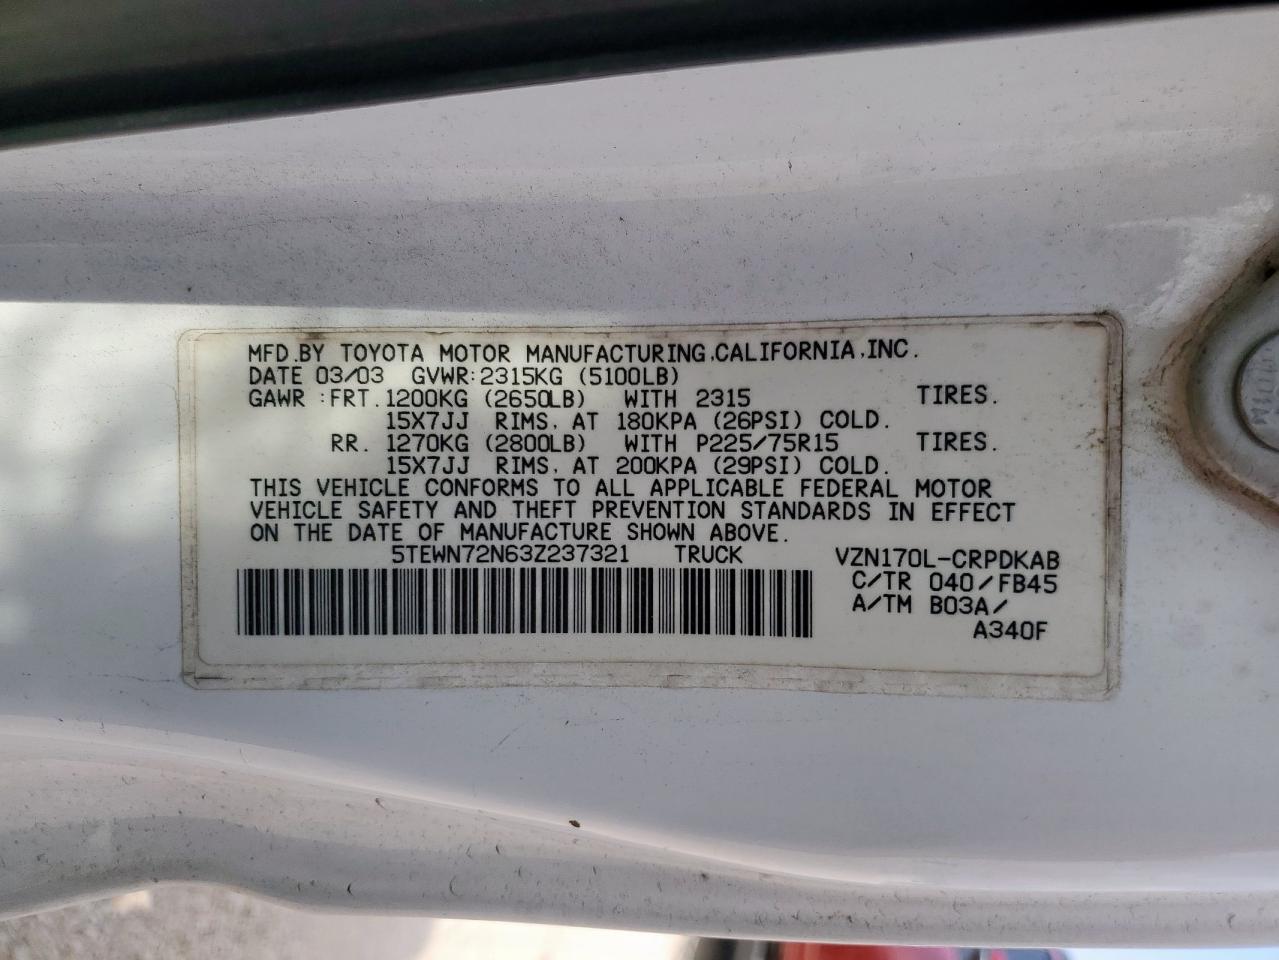 MFD.BY TOYOTA MOTOR MANUFACTURING,CALIFORNIA,INC.
DATE 03/03 GVWR:2315KG (5100LB)
GAWR :FRT.1200KG (2650LB) WITH 2315 TIRES.
15X7JJ RIMS, AT 180KPA (26PSI) COLD.
RR. 1270KG (2800LB) WITH P225/75R15 TIRES.
15X7JJ RIMS, AT 200KPA (29PSI) COLD.
THIS VEHICLE CONFORMS TO ALL APPLICABLE FEDERAL MOTOR
VEHICLE SAFETY AND THEFT PREVENTION STANDARDS IN EFFECT
ON THE DATE OF MANUFACTURE SHOWN ABOVE.
5TEWN72N63Z237321 TRUCK VZN170L-CRPDKAB
C/TR 040/FB45
A/TM B03A/
A340F